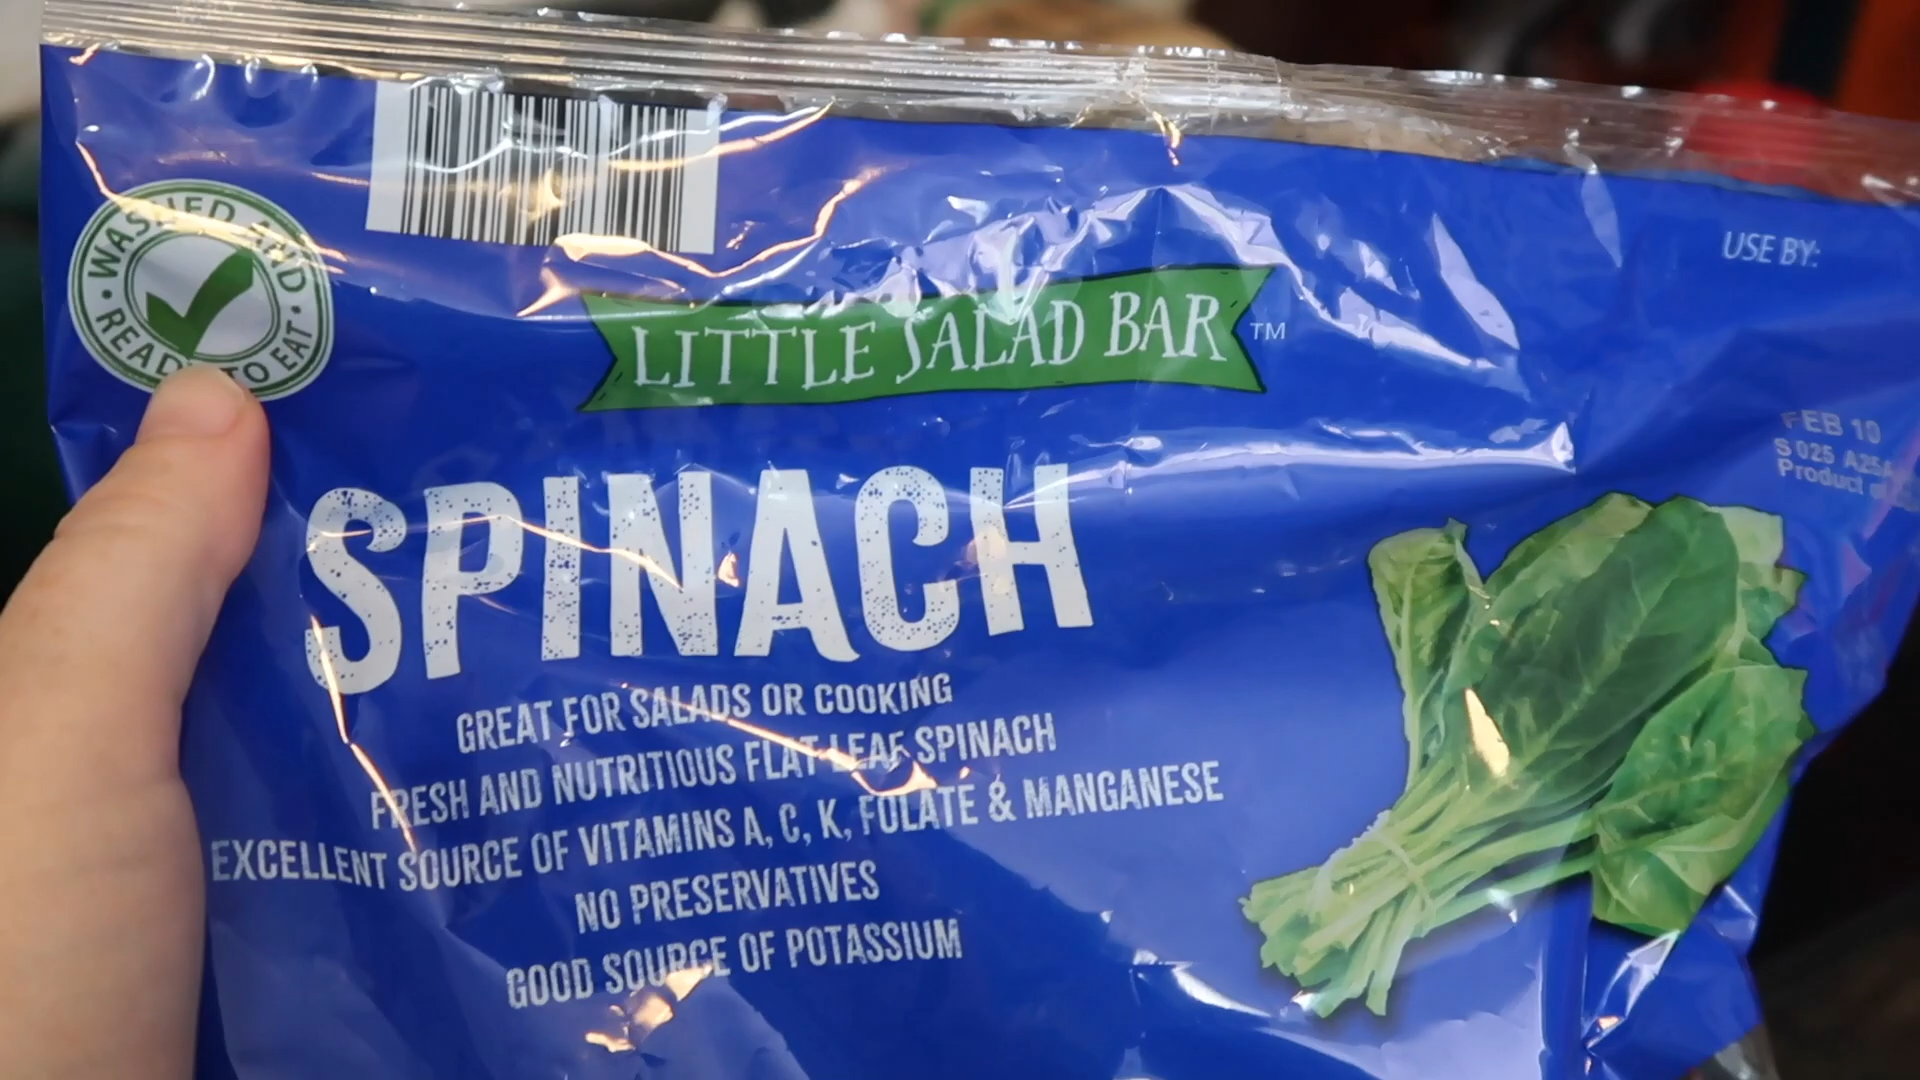 WASHED AND
READY TO EAT
LITTLE SALAD BAR™
USE BY:
FEB 10
S 025 A25A
Product
SPINACH
GREAT FOR SALADS OR COOKING
FRESH AND NUTRITIOUS FLAT LEAF SPINACH
EXCELLENT SOURCE OF VITAMINS A, C, K, FOLATE & MANGANESE
NO PRESERVATIVES
GOOD SOURCE OF POTASSIUM